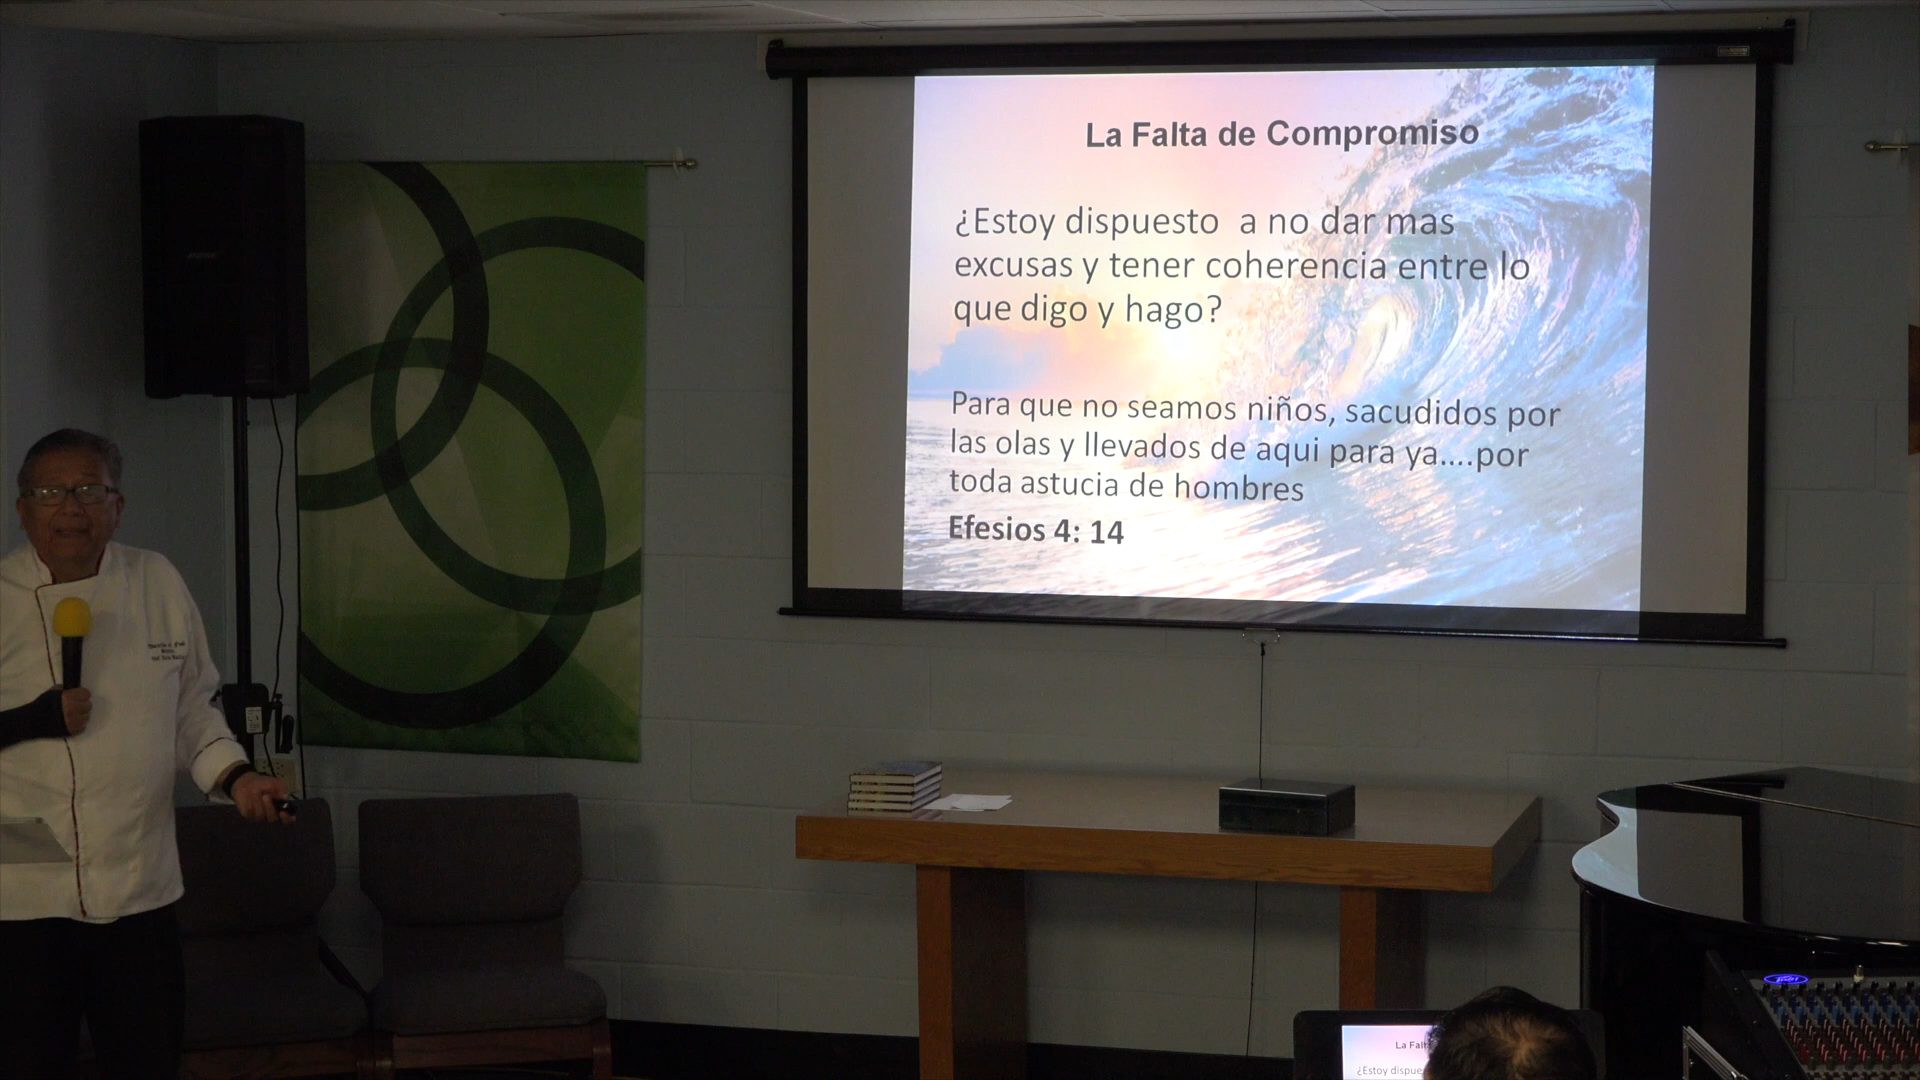 La Falta de Compromiso
¿Estoy dispuesto a no dar mas
excusas y tener coherencia entre lo
que digo y hago?
Para que no seamos niños, sacudidos por
las olas y llevados de aqui para ya....por
toda astucia de hombres
Efesios 4: 14
La Falt
¿Estoy dispue